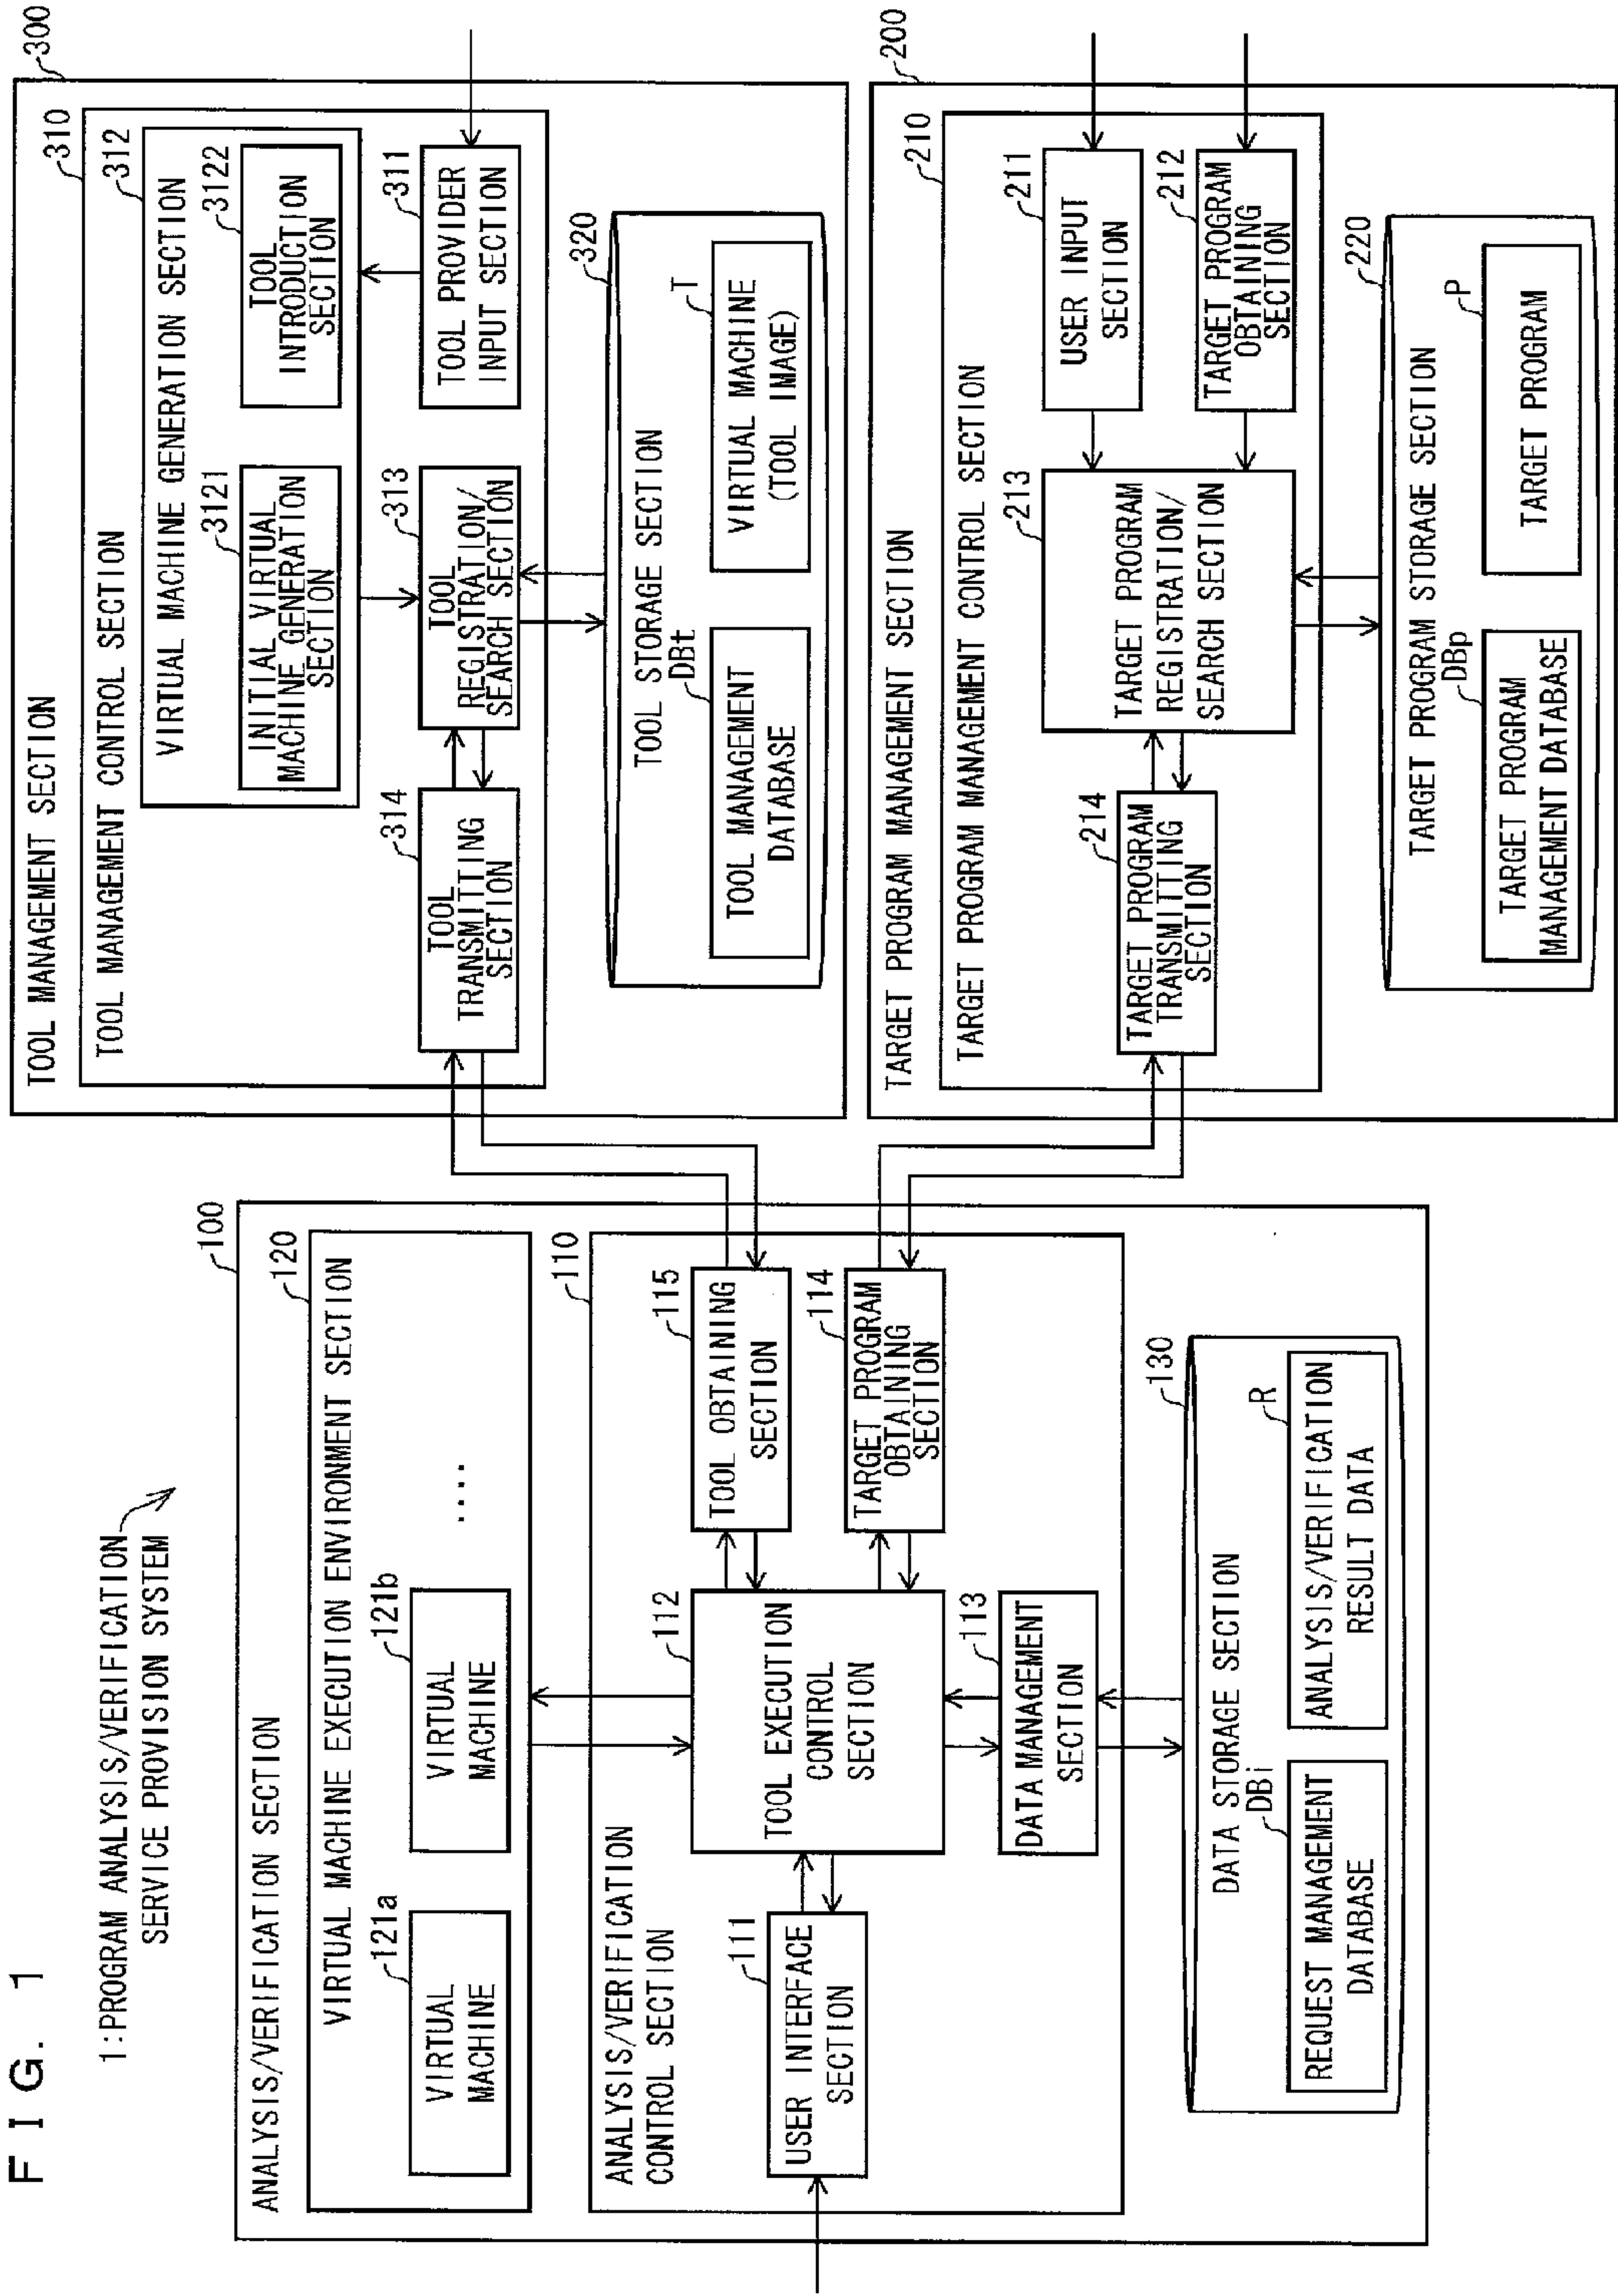 FIG. 1
1:PROGRAM ANALYSIS/VERIFICATION
SERVICE PROVISION SYSTEM
100
ANALYSIS/VERIFICATION SECTION
120
VIRTUAL MACHINE EXECUTION ENVIRONMENT SECTION
121a
VIRTUAL
MACHINE
121b
VIRTUAL
MACHINE
....
110
ANALYSIS/VERIFICATION
CONTROL SECTION
111
USER INTERFACE
SECTION
112
TOOL EXECUTION
CONTROL
SECTION
115
TOOL OBTAINING
SECTION
114
TARGET PROGRAM
OBTAINING
SECTION
113
DATA MANAGEMENT
SECTION
130
DATA STORAGE SECTION
DBi
REQUEST MANAGEMENT
DATABASE
R
ANALYSIS/VERIFICATION
RESULT DATA
300
TOOL MANAGEMENT SECTION
310
TOOL MANAGEMENT CONTROL SECTION
312
VIRTUAL MACHINE GENERATION SECTION
3121
INITIAL VIRTUAL
MACHINE GENERATION
SECTION
3122
TOOL
INTRODUCTION
SECTION
314
TOOL
TRANSMITTING
SECTION
313
TOOL
REGISTRATION/
SEARCH SECTION
311
TOOL PROVIDER
INPUT SECTION
320
TOOL STORAGE SECTION
DBt
TOOL MANAGEMENT
DATABASE
T
VIRTUAL MACHINE
(TOOL IMAGE)
200
TARGET PROGRAM MANAGEMENT SECTION
210
TARGET PROGRAM MANAGEMENT CONTROL SECTION
214
TARGET PROGRAM
TRANSMITTING
SECTION
213
TARGET PROGRAM
REGISTRATION/
SEARCH SECTION
211
USER INPUT
SECTION
212
TARGET PROGRAM
OBTAINING
SECTION
220
TARGET PROGRAM STORAGE SECTION
DBp
TARGET PROGRAM
MANAGEMENT DATABASE
P
TARGET PROGRAM